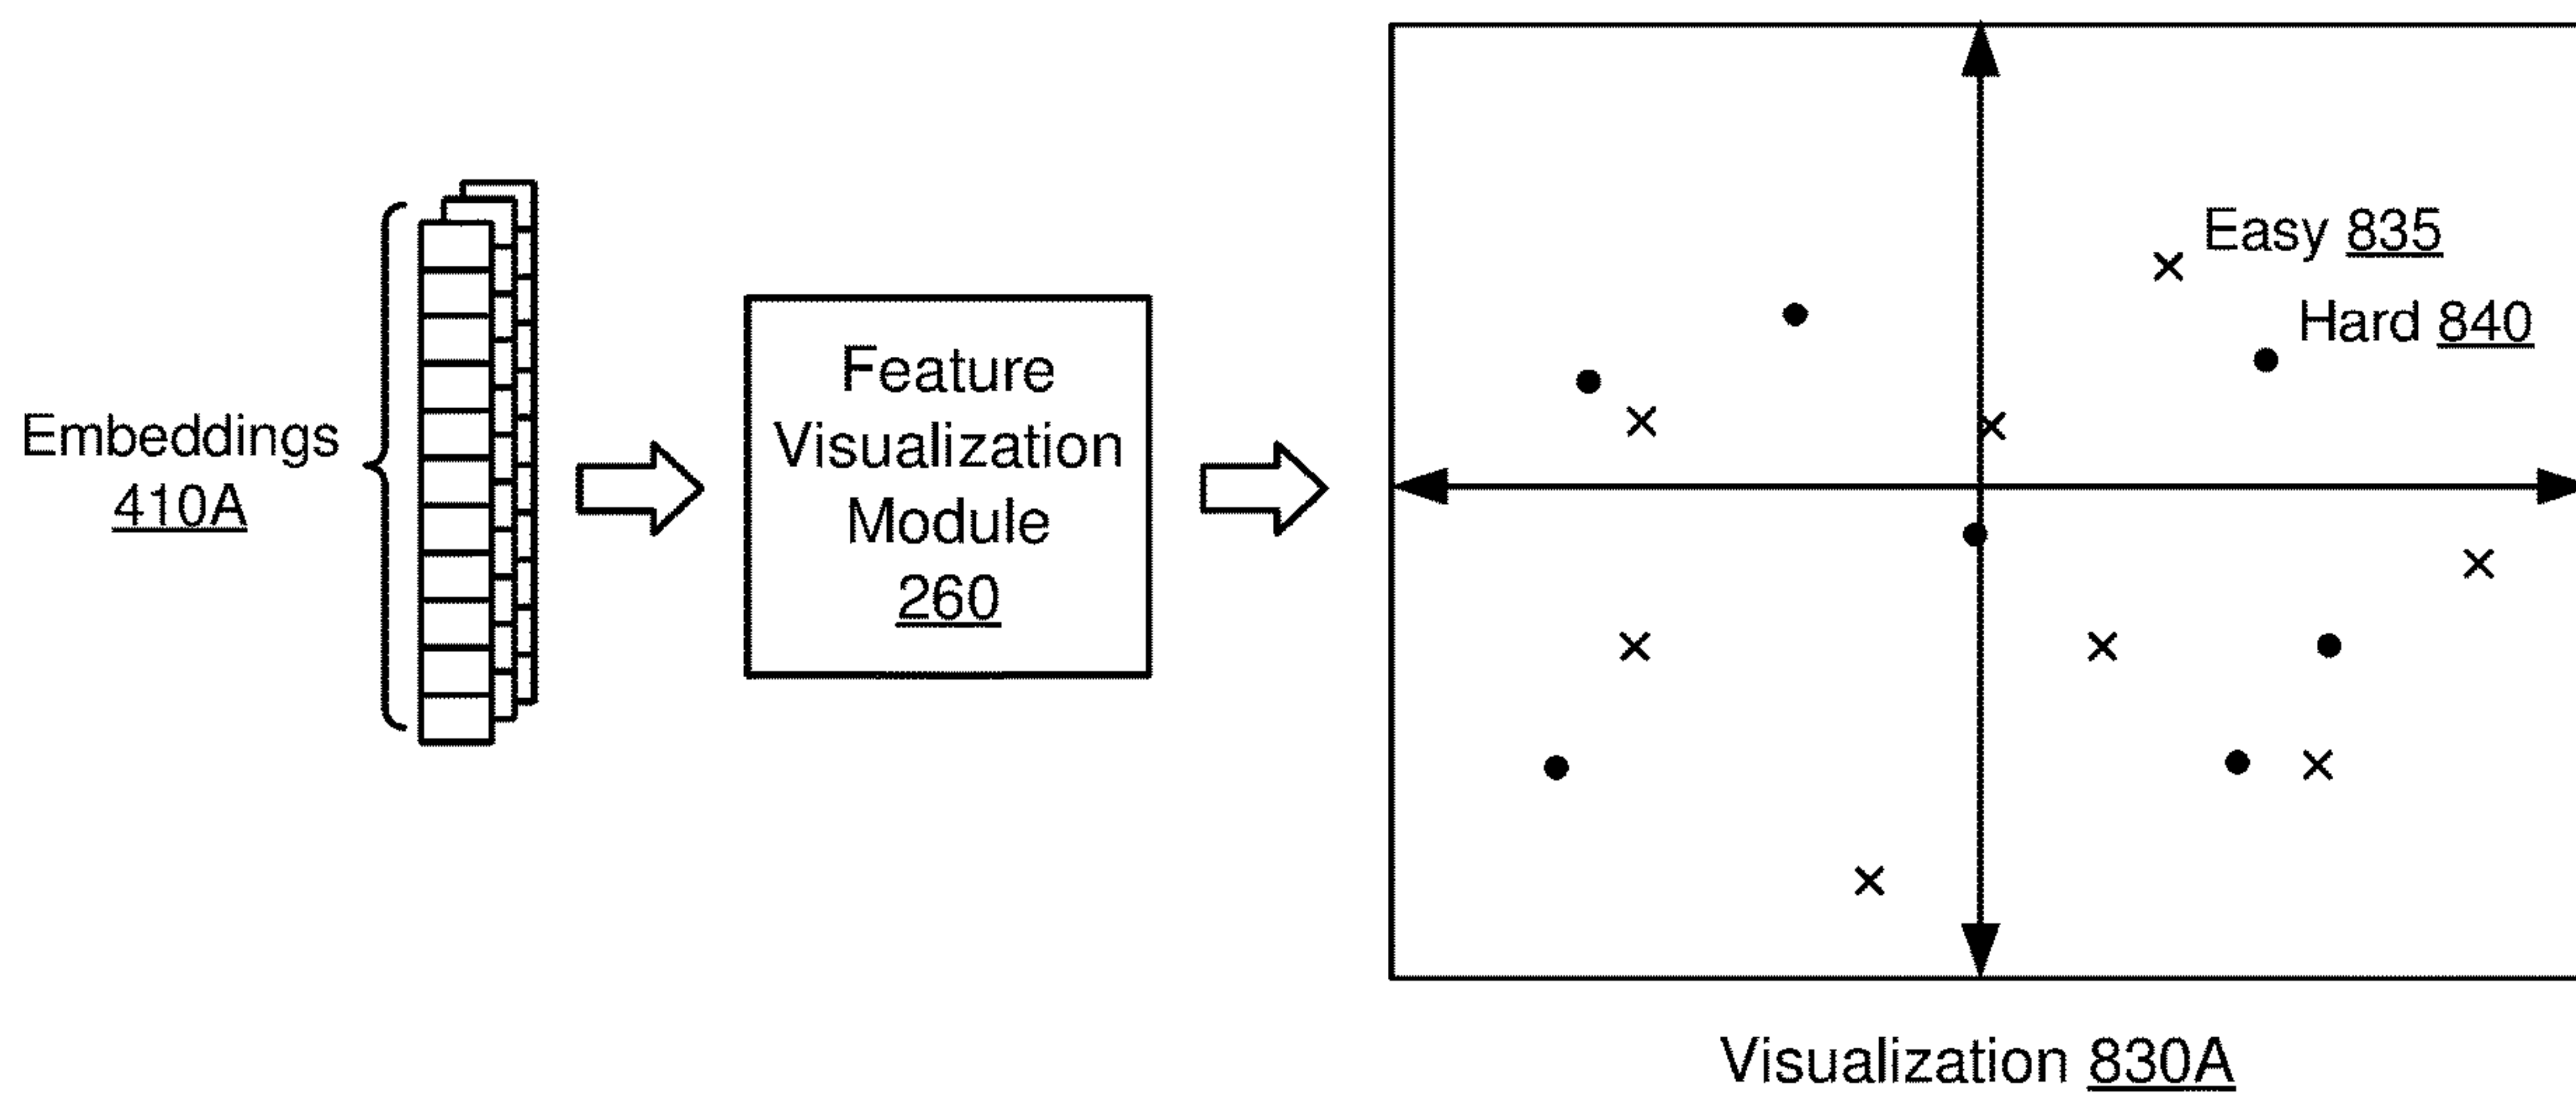 Embeddings
410A
Feature
Visualization
Module
260
Easy 835
Hard 840
Visualization 830A